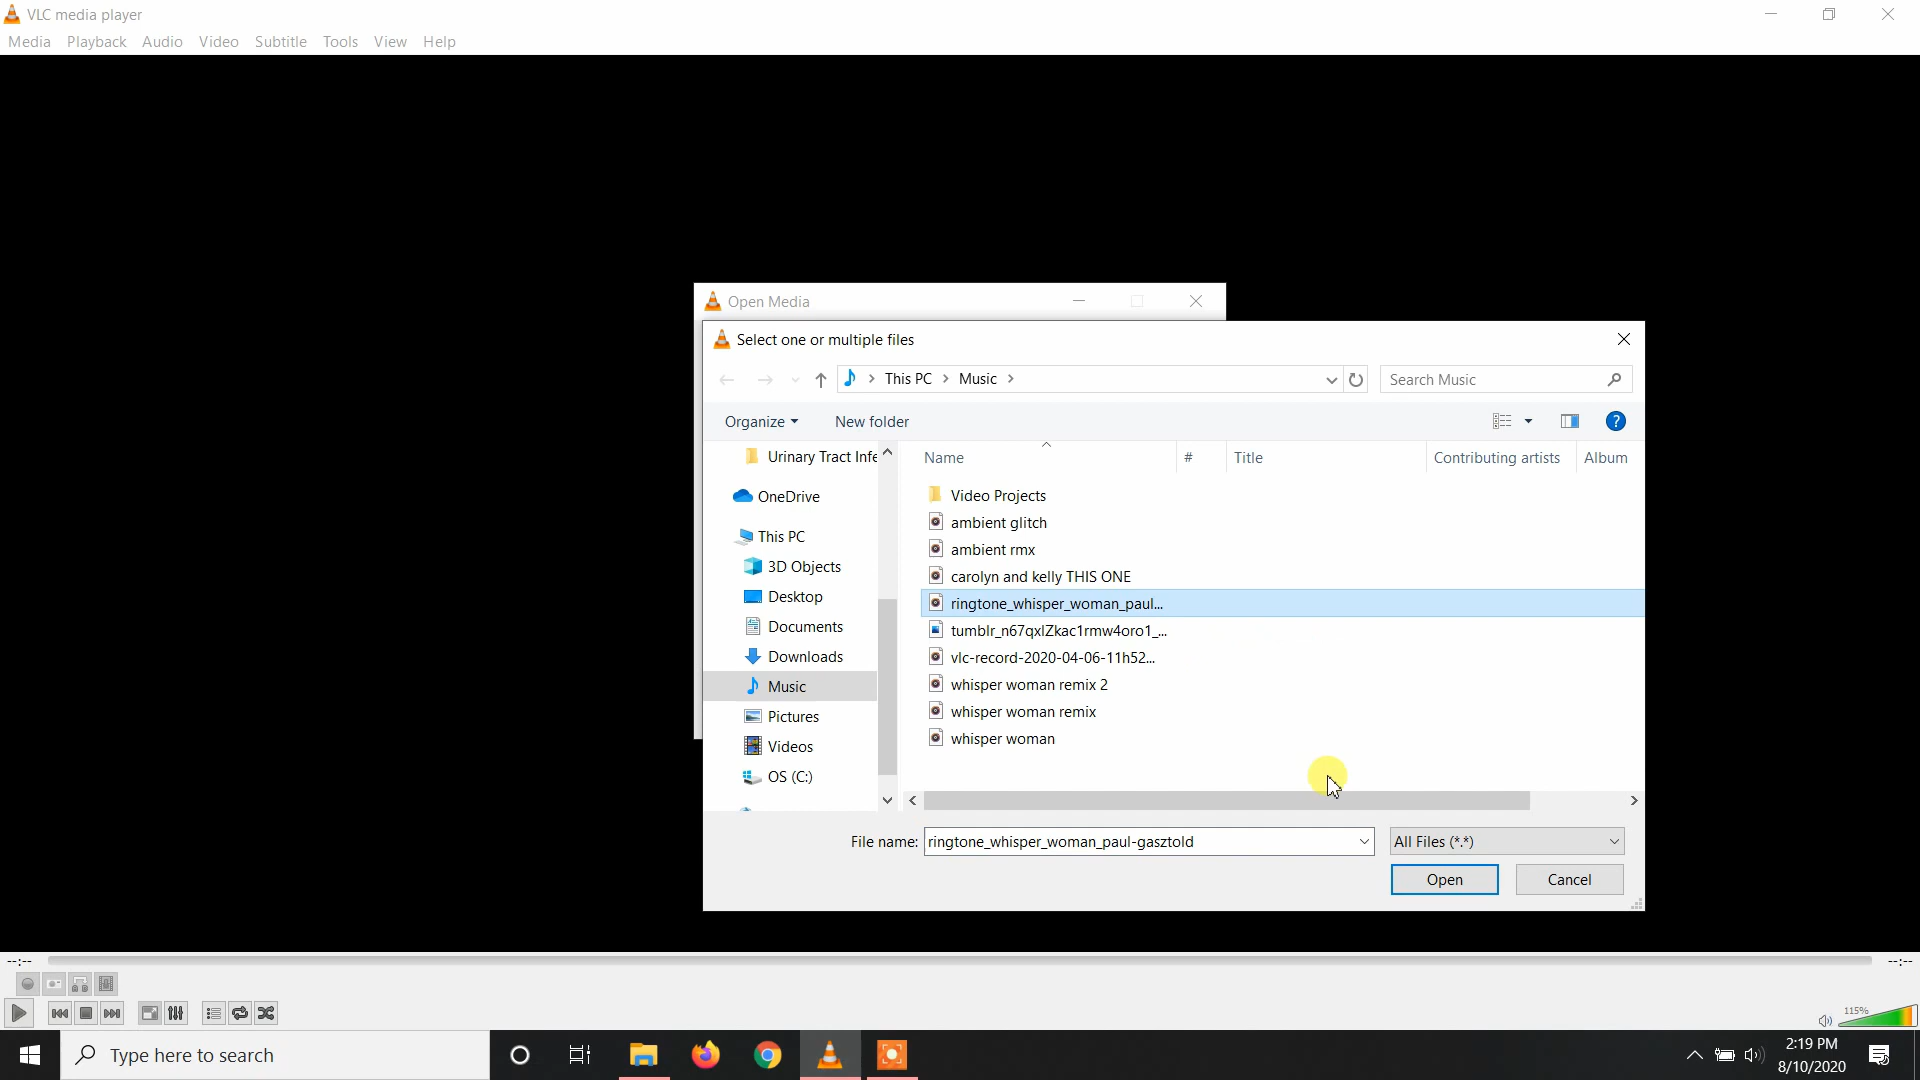 VLC media player
Media Playback Audio Video Subtitle Tools View Help
Open Media
Select one or multiple files
This PC > Music >
Search Music
Organize
New folder
Name # Title Contributing artists Album
Urinary Tract Infe
OneDrive
This PC
3D Objects
Desktop
Documents
Downloads
Music
Pictures
Videos
OS (C:)
Video Projects
ambient glitch
ambient rmx
carolyn and kelly THIS ONE
ringtone_whisper_woman_paul...
tumblr_n67qxlZkac1rmw4oro1_...
vlc-record-2020-04-06-11h52...
whisper woman remix 2
whisper woman remix
whisper woman
File name: ringtone_whisper_woman_paul-gasztold
All Files (*.*)
Open Cancel
--:-- --:--
115%
Type here to search
2:19 PM
8/10/2020